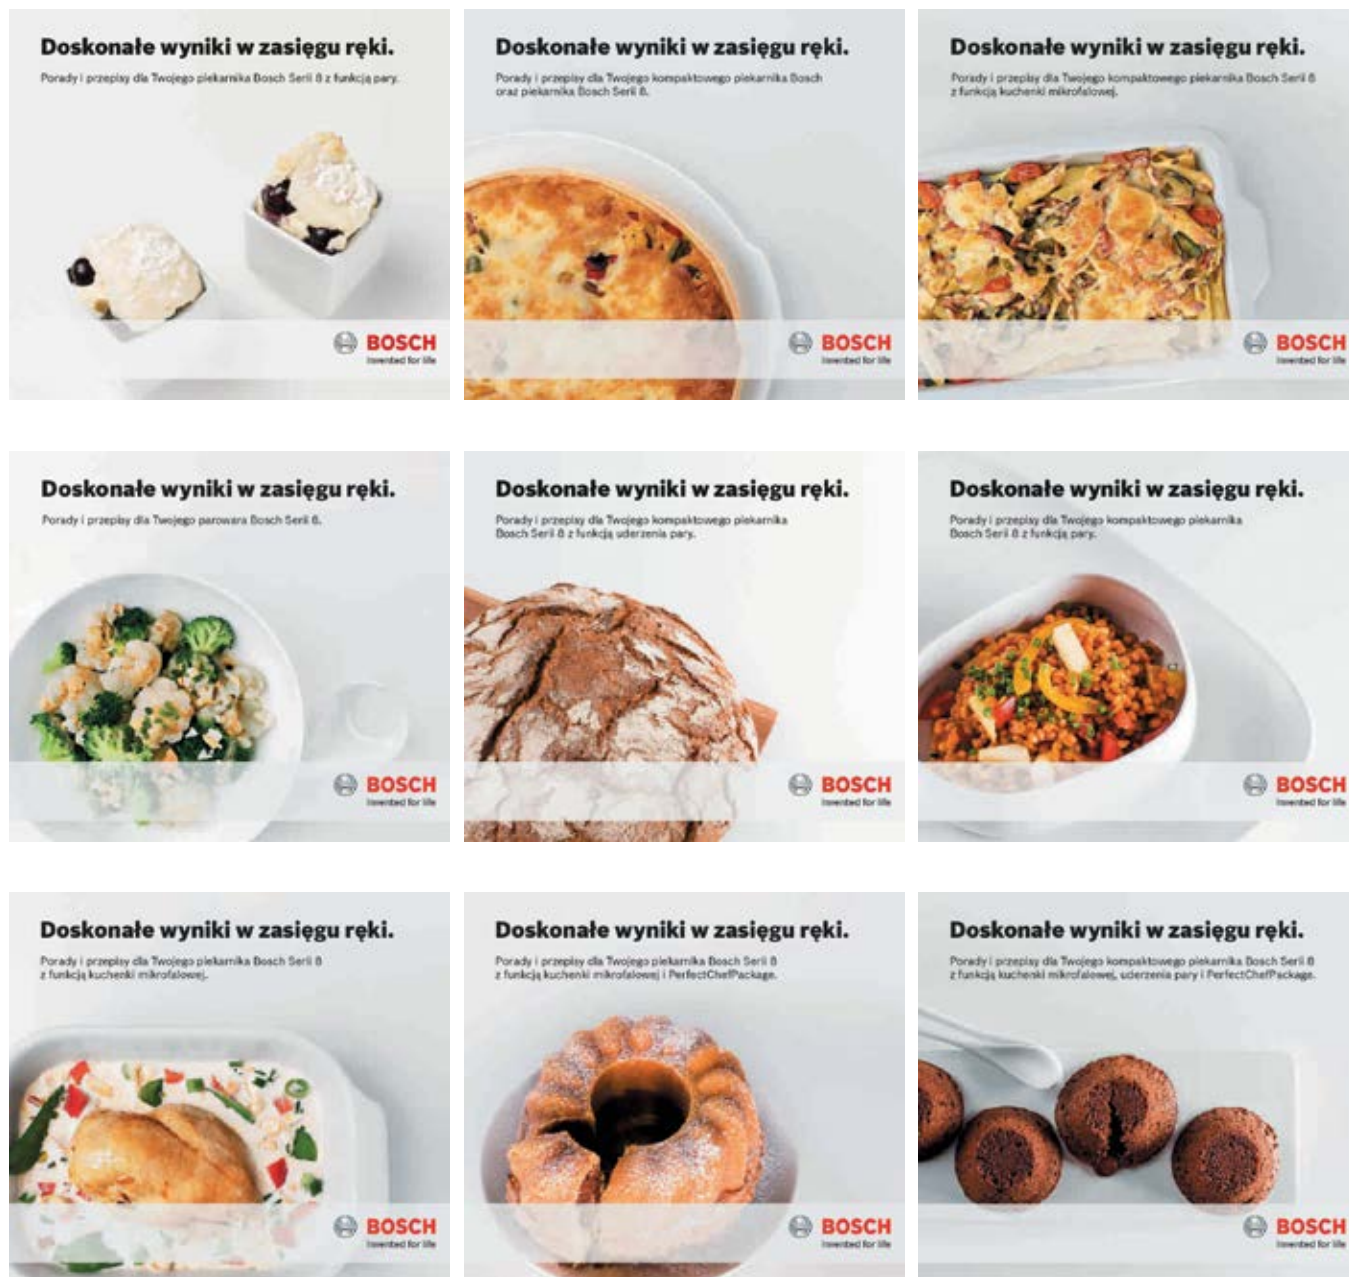 Doskonałe wyniki w zasięgu ręki.
Porady i przepisy dla Twojego piekarnika Bosch Serii 8 z funkcją pary.
BOSCH
Invented for life
Doskonałe wyniki w zasięgu ręki.
Porady i przepisy dla Twojego kompaktowego piekarnika Bosch
oraz piekarnika Bosch Serii 8.
BOSCH
Invented for life
Doskonałe wyniki w zasięgu ręki.
Porady i przepisy dla Twojego kompaktowego piekarnika Bosch Serii 8
z funkcją kuchenki mikrofalowej.
BOSCH
Invented for life
Doskonałe wyniki w zasięgu ręki.
Porady i przepisy dla Twojego parowara Bosch Serii 8.
BOSCH
Invented for life
Doskonałe wyniki w zasięgu ręki.
Porady i przepisy dla Twojego kompaktowego piekarnika
Bosch Serii 8 z funkcją uderzenia pary.
BOSCH
Invented for life
Doskonałe wyniki w zasięgu ręki.
Porady i przepisy dla Twojego kompaktowego piekarnika
Bosch Serii 8 z funkcją pary.
BOSCH
Invented for life
Doskonałe wyniki w zasięgu ręki.
Porady i przepisy dla Twojego piekarnika Bosch Serii 8
z funkcją kuchenki mikrofalowej.
BOSCH
Invented for life
Doskonałe wyniki w zasięgu ręki.
Porady i przepisy dla Twojego piekarnika Bosch Serii 8
z funkcją kuchenki mikrofalowej i PerfectChefPackage.
BOSCH
Invented for life
Doskonałe wyniki w zasięgu ręki.
Porady i przepisy dla Twojego kompaktowego piekarnika Bosch Serii 8
z funkcją kuchenki mikrofalowej, uderzenia pary i PerfectChefPackage.
BOSCH
Invented for life